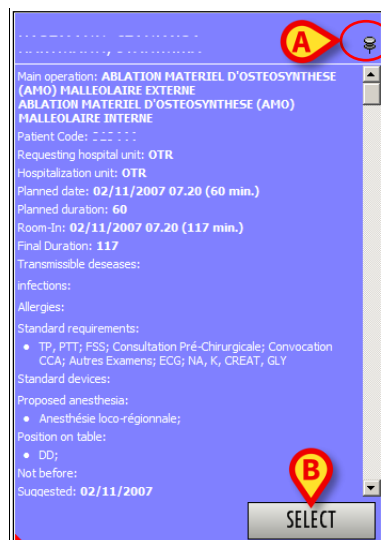 A
Main operation: ABLATION MATERIEL D'OSTEOSYNTHESE
(AMO) MALLEOLAIRE EXTERNE
ABLATION MATERIEL D'OSTEOSYNTHESE (AMO)
MALLEOLAIRE INTERNE
Patient Code:
Requesting hospital unit: OTR
Hospitalization unit: OTR
Planned date: 02/11/2007 07.20 (60 min.)
Planned duration: 60
Room-In: 02/11/2007 07.20 (117 min.)
Final Duration: 117
Transmissible deseases:
infections:
Allergies:
Standard requirements:
• TP, PTT; FSS; Consultation Pré-Chirurgicale; Convocation
CCA; Autres Examens; ECG; NA, K, CREAT, GLY
Standard devices:
Proposed anesthesia:
• Anesthésie loco-régionnale;
Position on table:
• DD;
Not before:
Suggested: 02/11/2007
B
SELECT